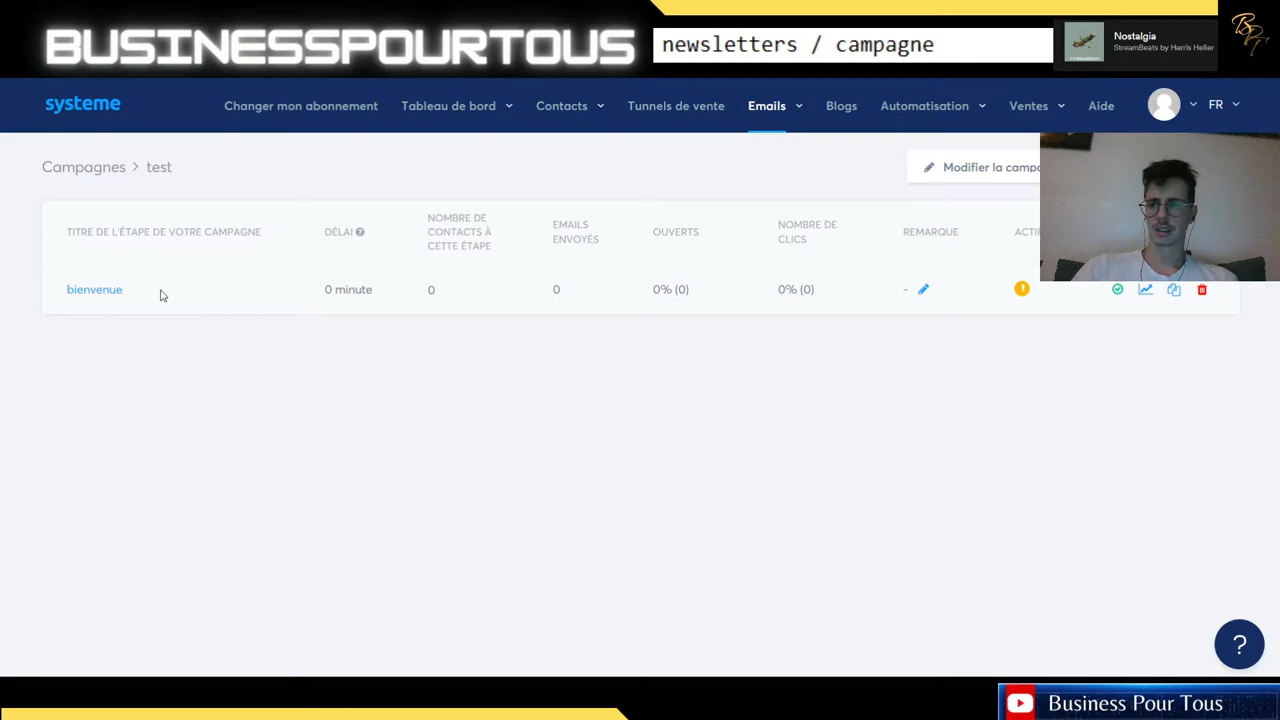 BUSINESSPOURTOUS
newsletters / campagne
Nostalgia
StreamBeats by Harris Heller
systeme
Changer mon abonnement
Tableau de bord
Contacts
Tunnels de vente
Emails
Blogs
Automatisation
Ventes
Aide
FR
Campagnes > test
Modifier la campa
TITRE DE L'ÉTAPE DE VOTRE CAMPAGNE
DÉLAI
NOMBRE DE
CONTACTS À
CETTE ÉTAPE
EMAILS
ENVOYÉS
OUVERTS
NOMBRE DE
CLICS
REMARQUE
ACTIF
bienvenue
0 minute
0
0
0% (0)
0% (0)
-
?
Business Pour Tous